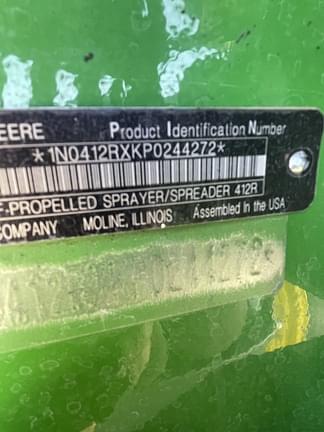 EERE Product Identification Number
*1N0412RXKP0244272*
F-PROPELLED SPRAYER/SPREADER 412R
COMPANY MOLINE, ILLINOIS Assembled in the USA